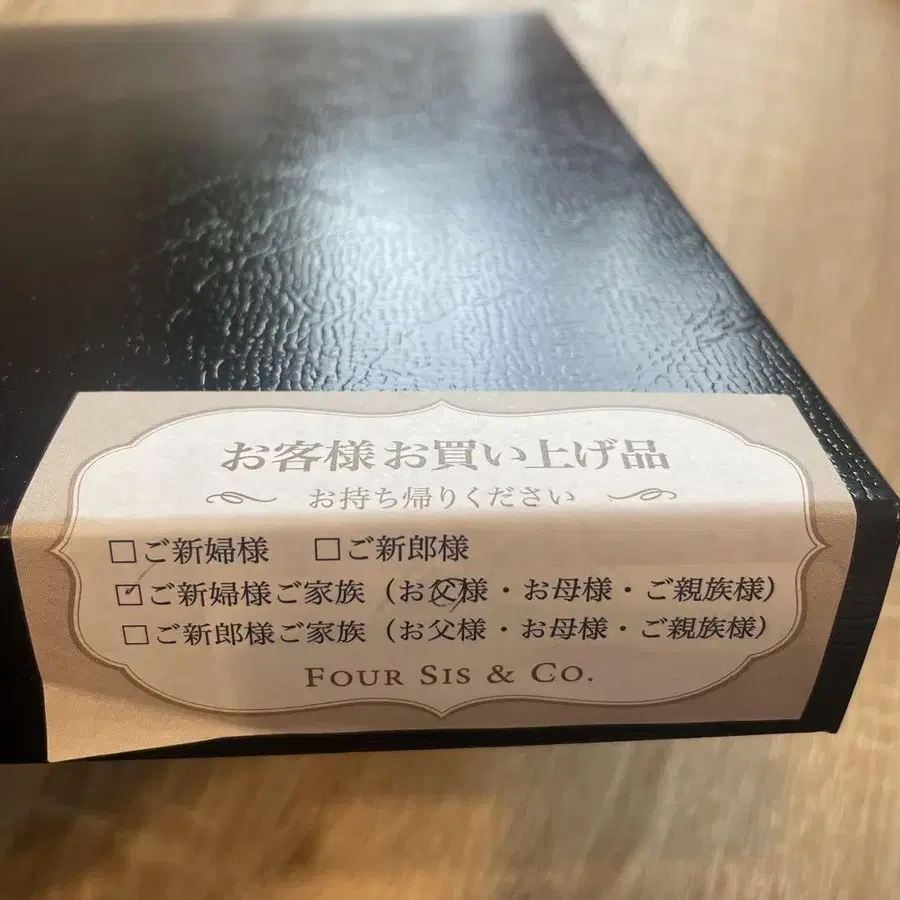 お客様お買い上げ品
お持ち帰りください
□ご新婦様 □ご新郎様
☑ご新婦様ご家族（お父様・お母様・ご親族様）
□ご新郎様ご家族（お父様・お母様・ご親族様）
FOUR SIS & CO.